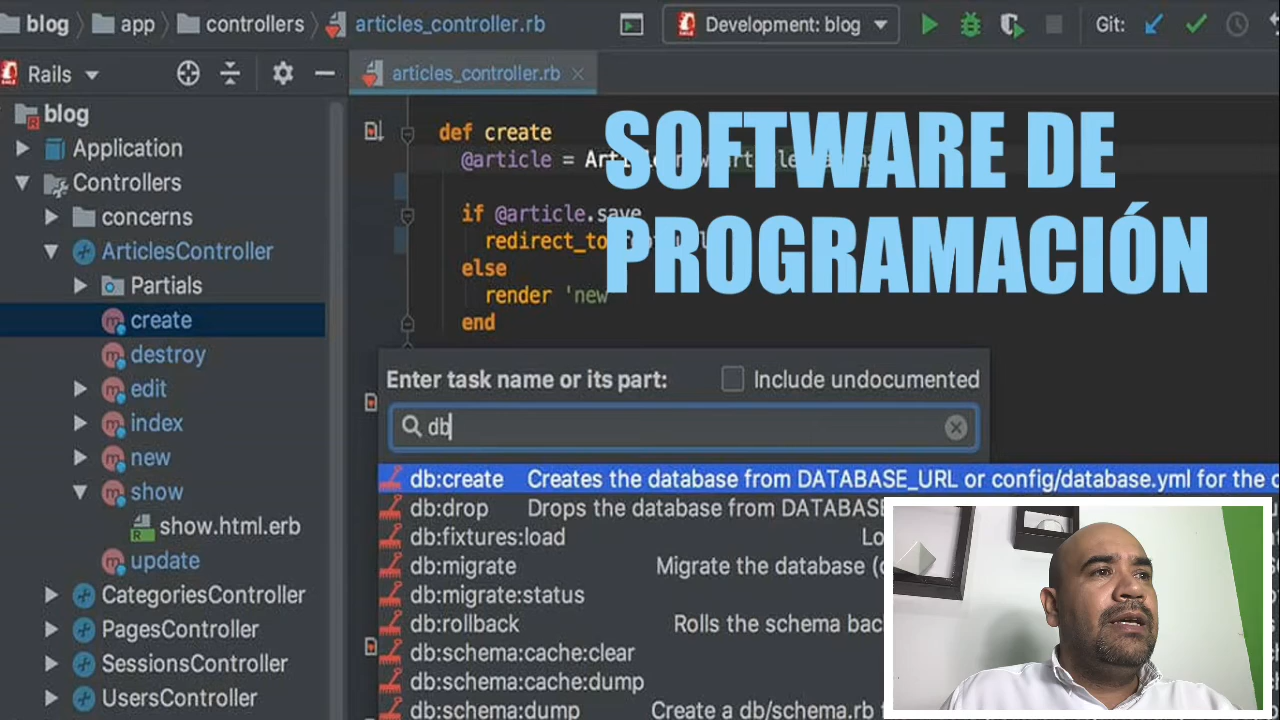 blog app controllers articles_controller.rb Development: blog Git:
Rails
articles_controller.rb
SOFTWARE DE
PROGRAMACIÓN
blog
Application
Controllers
concerns
ArticlesController
Partials
create
destroy
edit
index
new
show
show.html.erb
update
CategoriesController
PagesController
SessionsController
UsersController
def create
@article =
if @article.save
redirect_to
else
render 'new
end
Enter task name or its part: Include undocumented
db
db:create Creates the database from DATABASE_URL or config/database.yml for the
db:drop Drops the database from
db:fixtures:load
db:migrate Migrate the database
db:migrate:status
db:rollback Rolls the schema
db:schema:cache:clear
db:schema:cache:dump
db:schema:dump Create a db/schema.rb